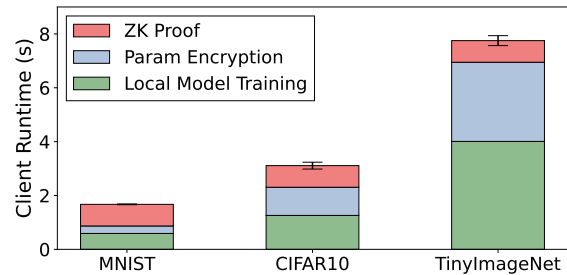 Client Runtime (s)
8
6
4
2
0
ZK Proof
Param Encryption
Local Model Training
MNIST
CIFAR10
TinyImageNet